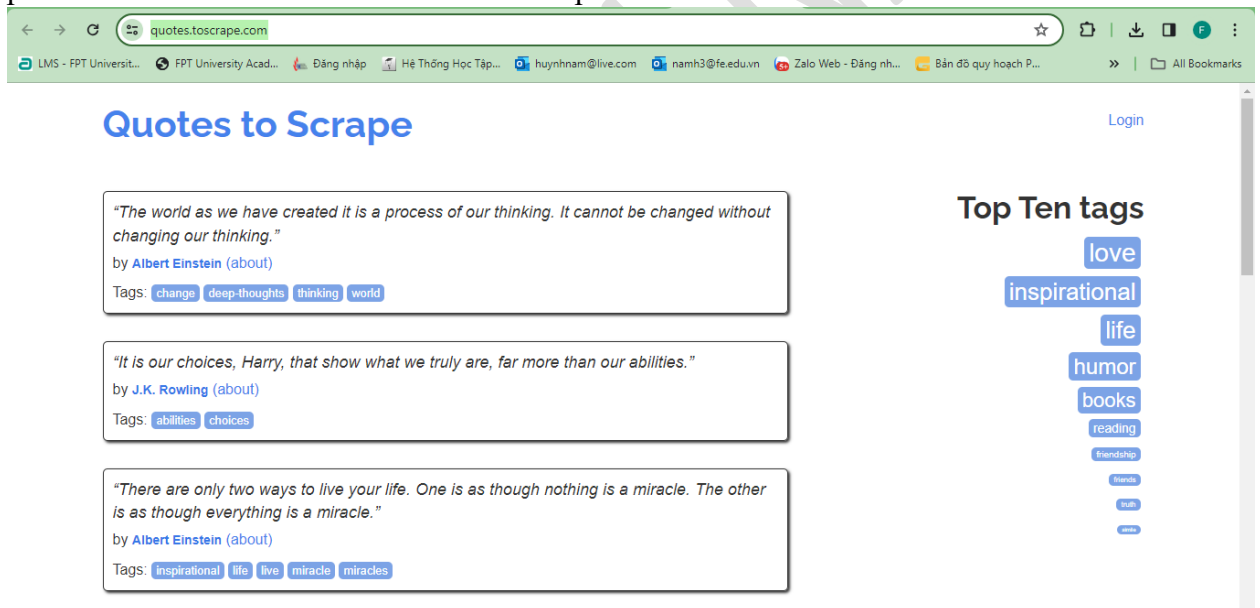 quotes.toscrape.com
F
LMS - FPT Universit... FPT University Acad... Đăng nhập Hệ Thống Học Tập... huynhnam@live.com namh3@fe.edu.vn Zalo Web - Đăng nh... Bản đồ quy hoạch P... » All Bookmarks
Quotes to Scrape
Login
“The world as we have created it is a process of our thinking. It cannot be changed without
changing our thinking.”
by Albert Einstein (about)
Tags: change deep-thoughts thinking world
“It is our choices, Harry, that show what we truly are, far more than our abilities.”
by J.K. Rowling (about)
Tags: abilities choices
“There are only two ways to live your life. One is as though nothing is a miracle. The other
is as though everything is a miracle.”
by Albert Einstein (about)
Tags: inspirational life live miracle miracles
Top Ten tags
love
inspirational
life
humor
books
reading
friendship
friends
truth